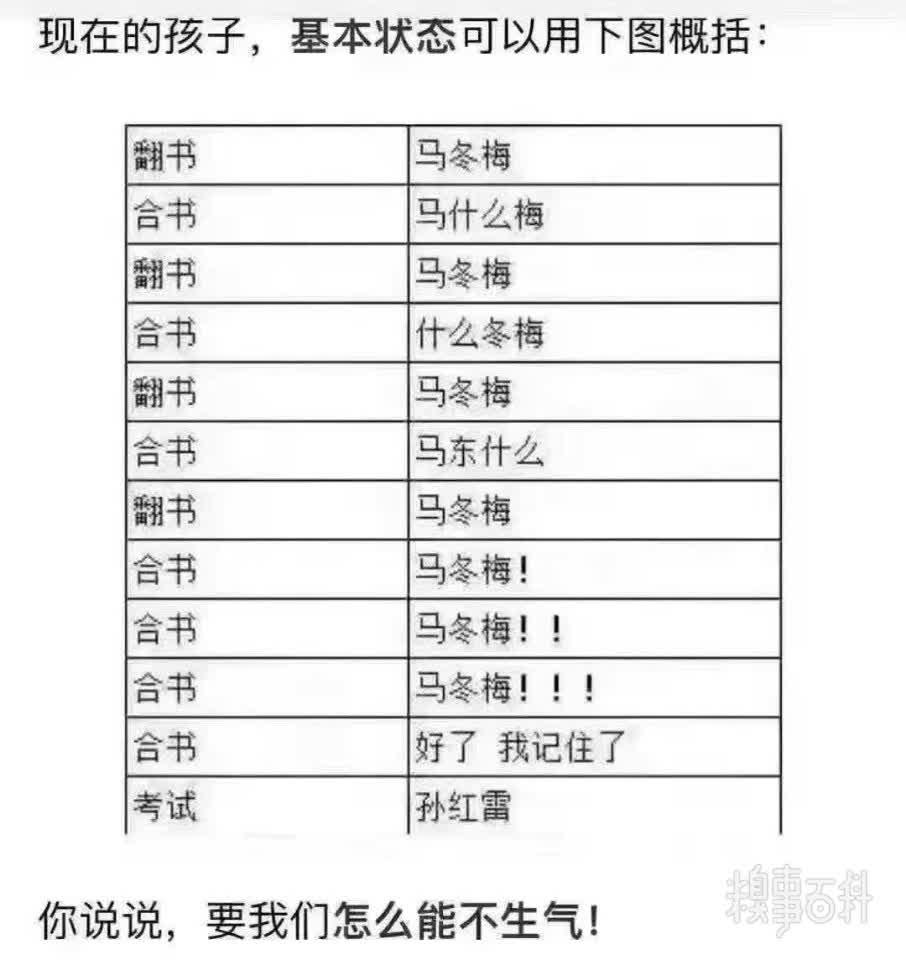 现在的孩子，基本状态可以用下图概括：
翻书 马冬梅
合书 马什么梅
翻书 马冬梅
合书 什么冬梅
翻书 马冬梅
合书 马东什么
翻书 马冬梅
合书 马冬梅！
合书 马冬梅！！
合书 马冬梅！！！
合书 好了 我记住了
考试 孙红雷
你说说，要我们怎么能不生气！
糗事百科